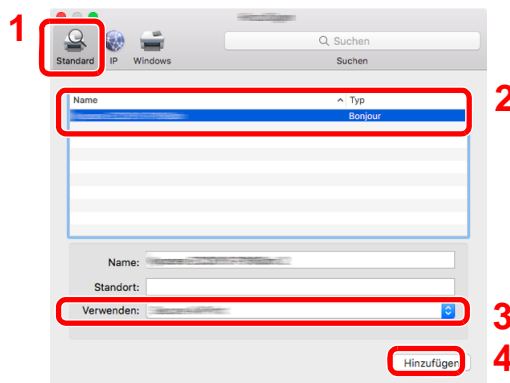 1
Suchen
Standard IP Windows Suchen
2
Name Typ
Bonjour
Name:
Standort:
Verwenden:
3
Hinzufügen
4